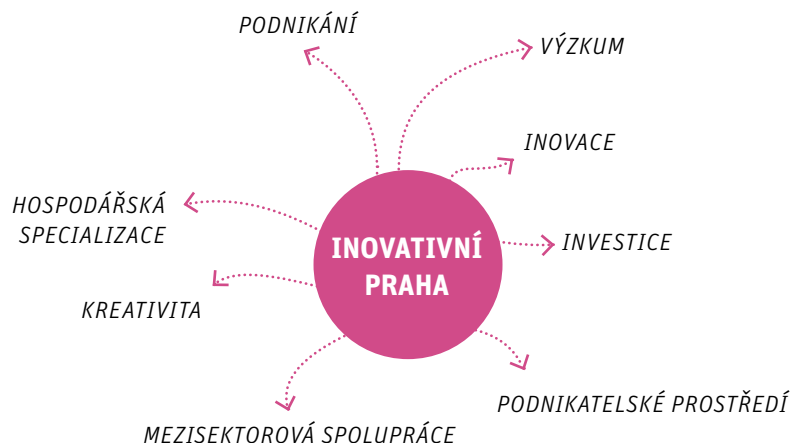 PODNIKÁNÍ
VÝZKUM
INOVACE
HOSPODÁŘSKÁ
SPECIALIZACE
INOVATIVNÍ
PRAHA
INVESTICE
KREATIVITA
PODNIKATELSKÉ PROSTŘEDÍ
MEZISEKTOROVÁ SPOLUPRÁCE